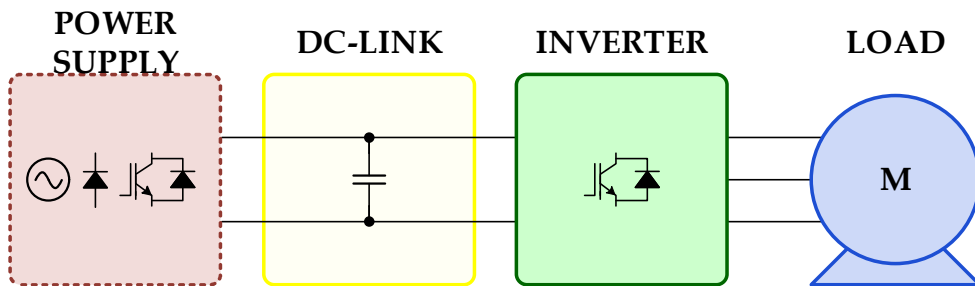 POWER
SUPPLY
DC-LINK
INVERTER
LOAD
M